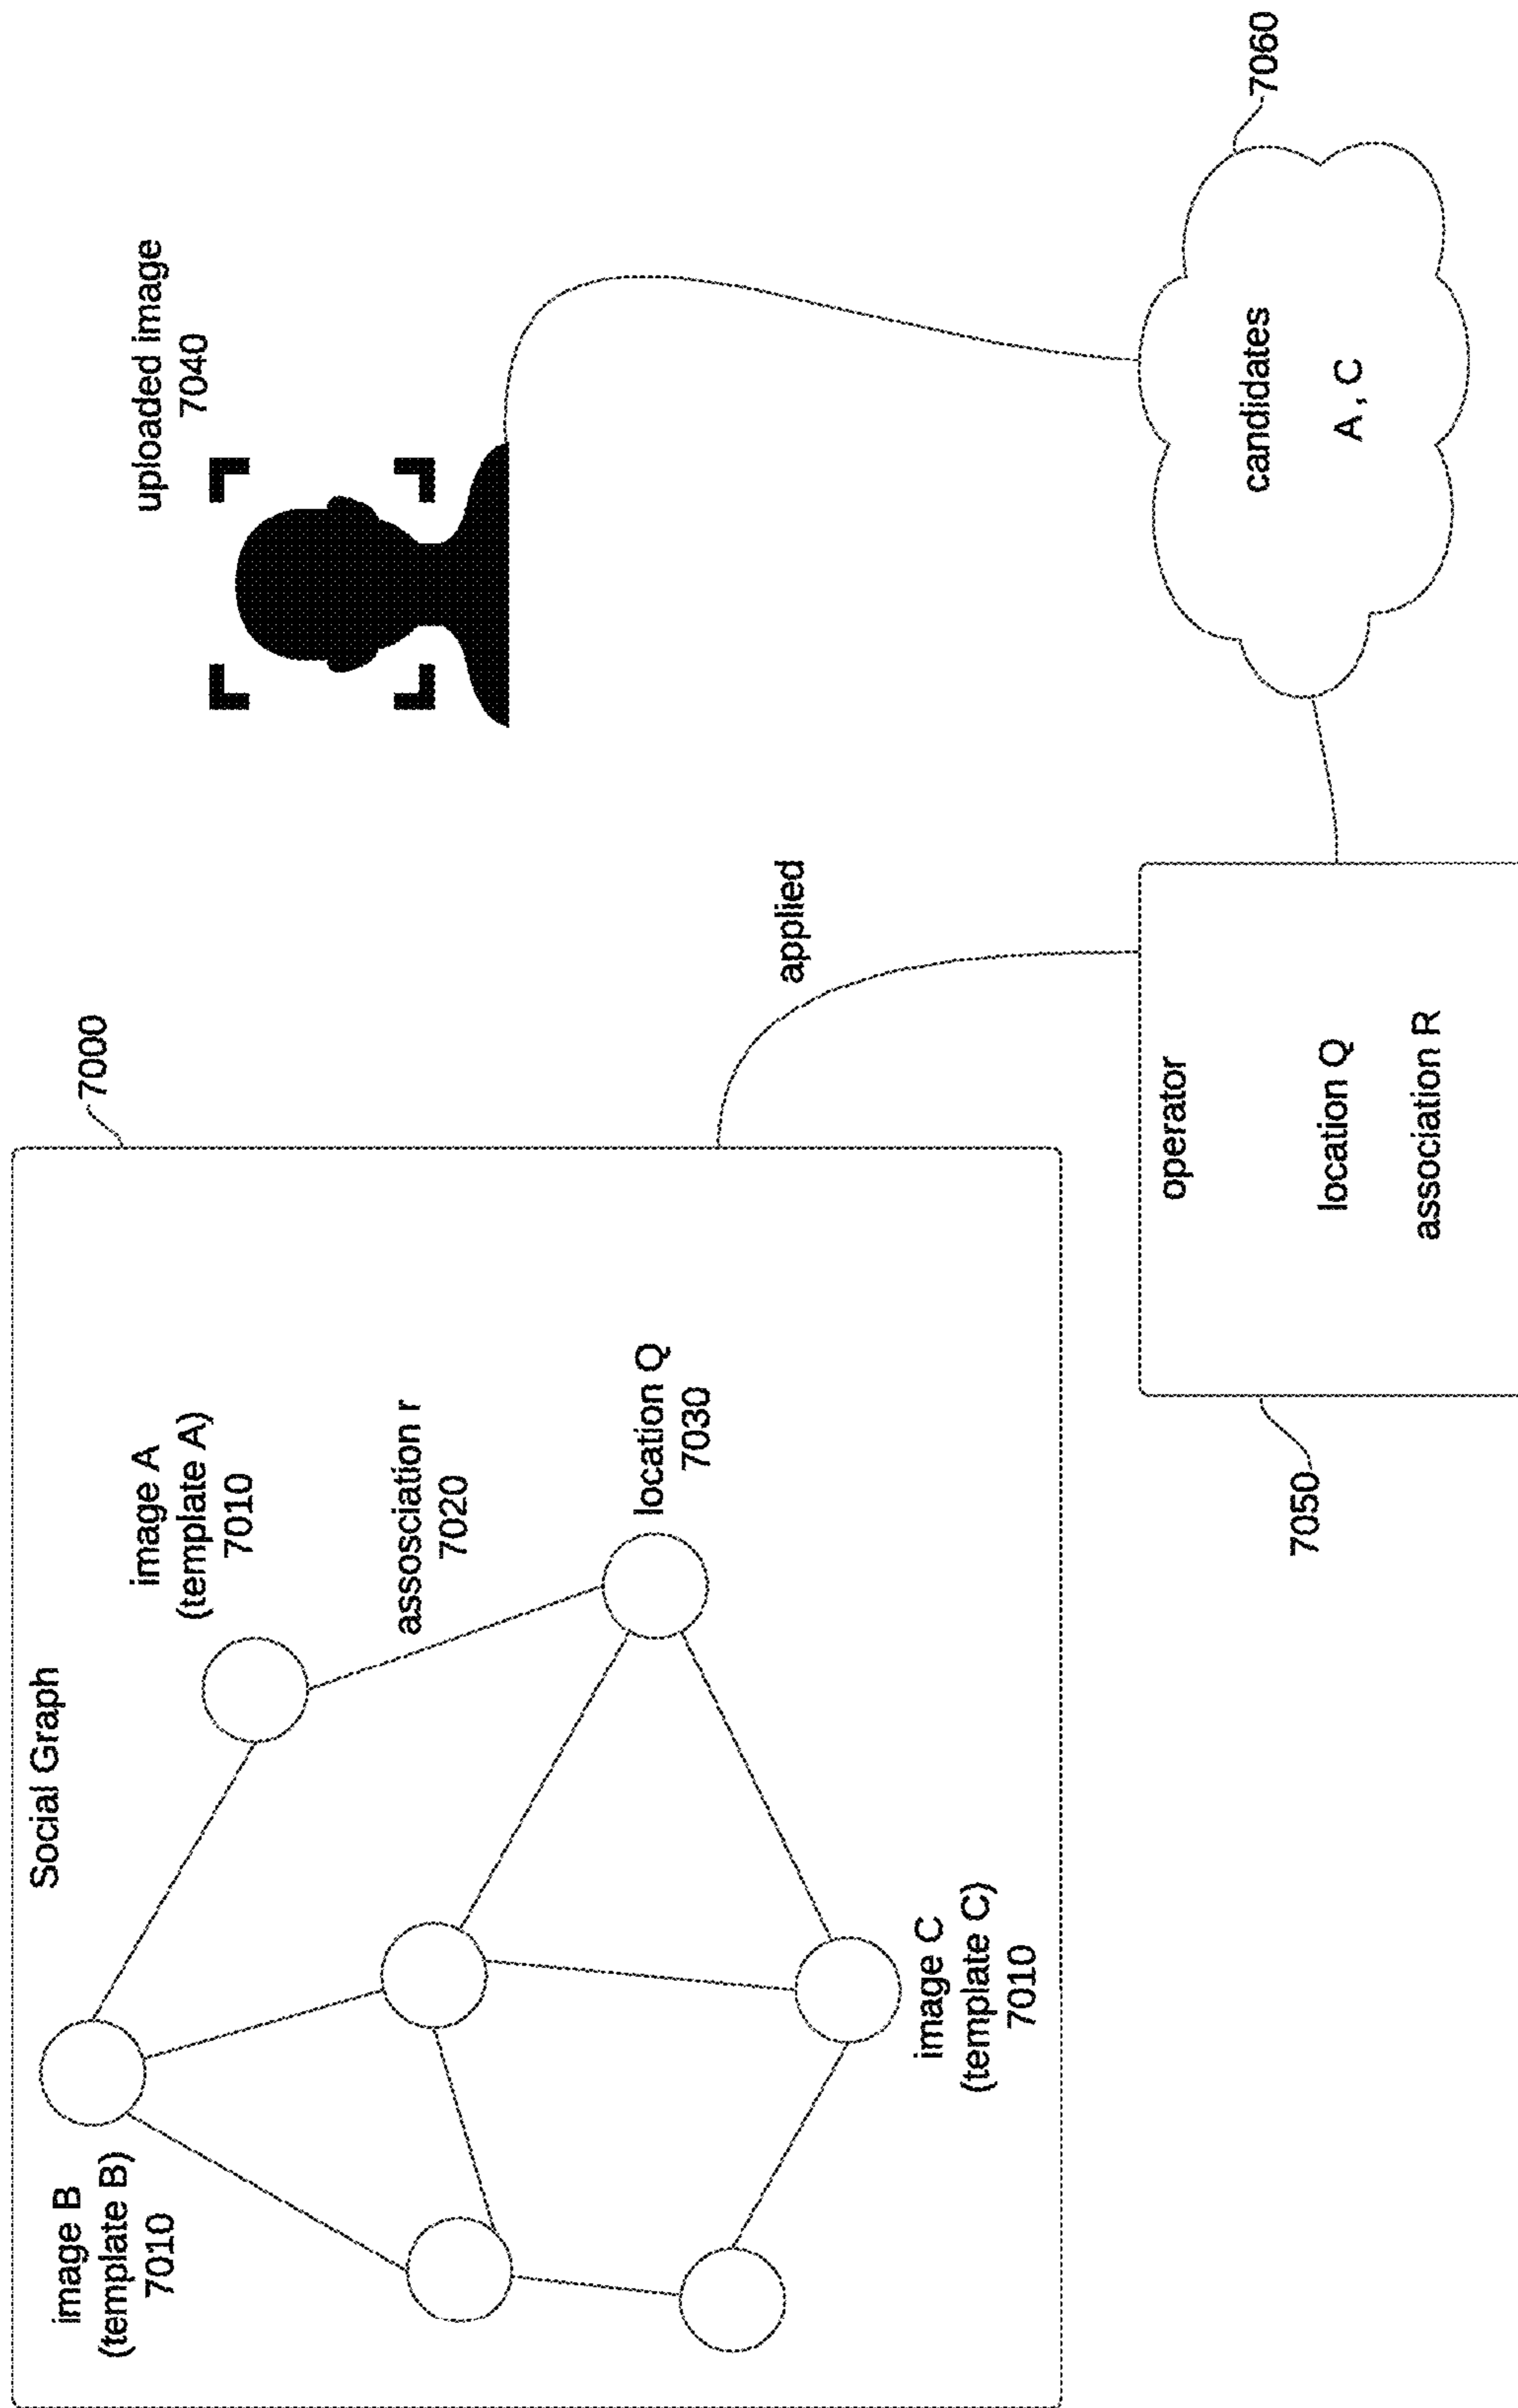 Social Graph
7000
image B
(template B)
7010
image A
(template A)
7010
assosciation r
7020
location Q
7030
image C
(template C)
7010
uploaded image
7040
applied
7050
operator
location Q
association R
7060
candidates
A , C